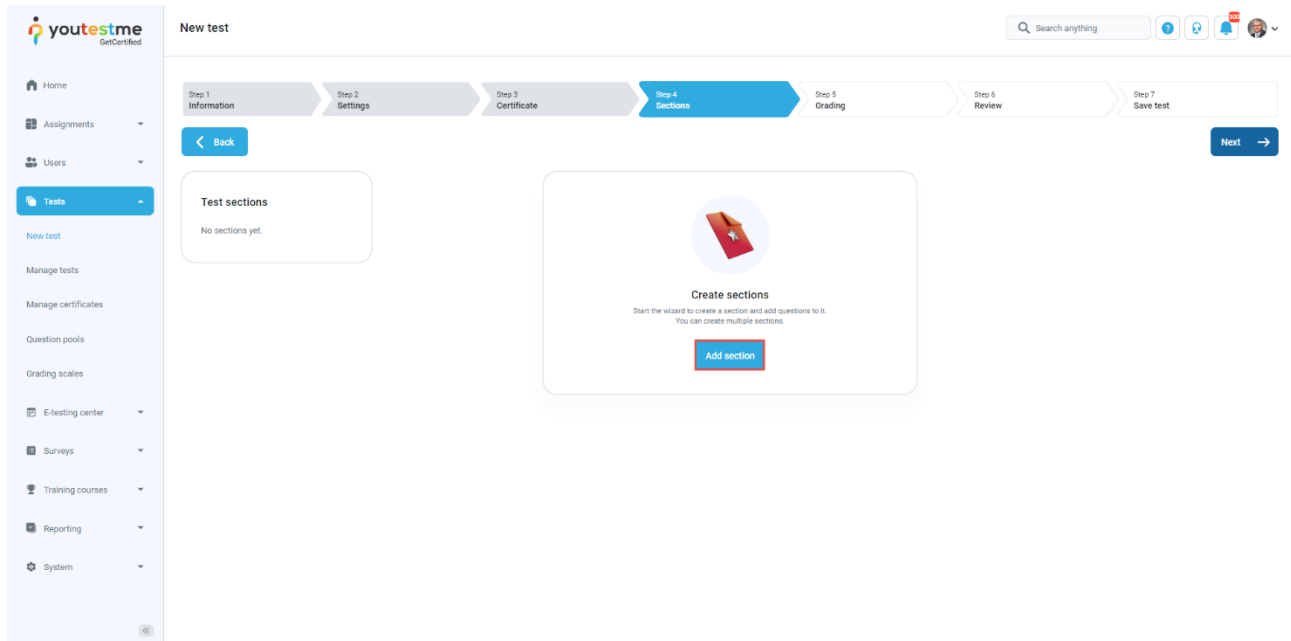 youtestme
GetCertified
New test
Search anything
?
500
Home
Assignments
Users
Tests
New test
Manage tests
Manage certificates
Question pools
Grading scales
E-testing center
Surveys
Training courses
Reporting
System
Step 1
Information
Step 2
Settings
Step 3
Certificate
Step 4
Sections
Step 5
Grading
Step 6
Review
Step 7
Save test
Back
Next
Test sections
No sections yet.
Create sections
Start the wizard to create a section and add questions to it.
You can create multiple sections.
Add section